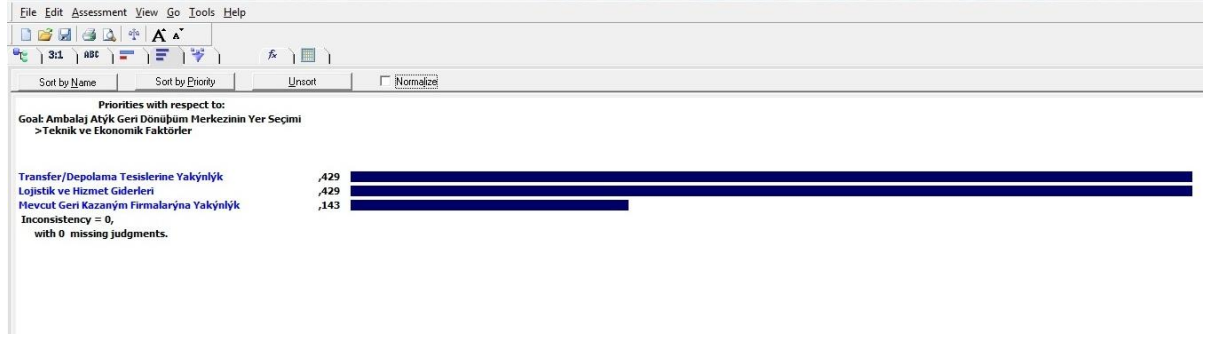 File Edit Assessment View Go Tools Help
A A
3:1 ABC fx
Sort by Name Sort by Priority Unsort Normalize
Priorities with respect to:
Goal: Ambalaj Atýk Geri Dönüþüm Merkezinin Yer Seçimi
>Teknik ve Ekonomik Faktörler
Transfer/Depolama Tesislerine Yakýnlýk ,429
Lojistik ve Hizmet Giderleri ,429
Mevcut Geri Kazaným Firmalarýna Yakýnlýk ,143
Inconsistency = 0,
with 0 missing judgments.